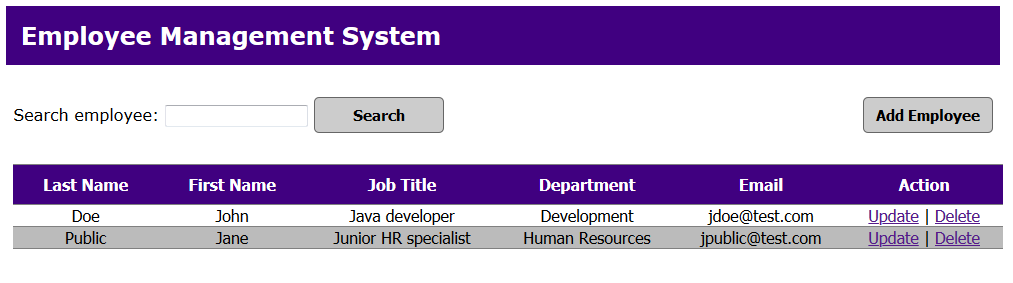 Employee Management System
Search employee: Search Add Employee
Last Name First Name Job Title Department Email Action
Doe John Java developer Development jdoe@test.com Update | Delete
Public Jane Junior HR specialist Human Resources jpublic@test.com Update | Delete